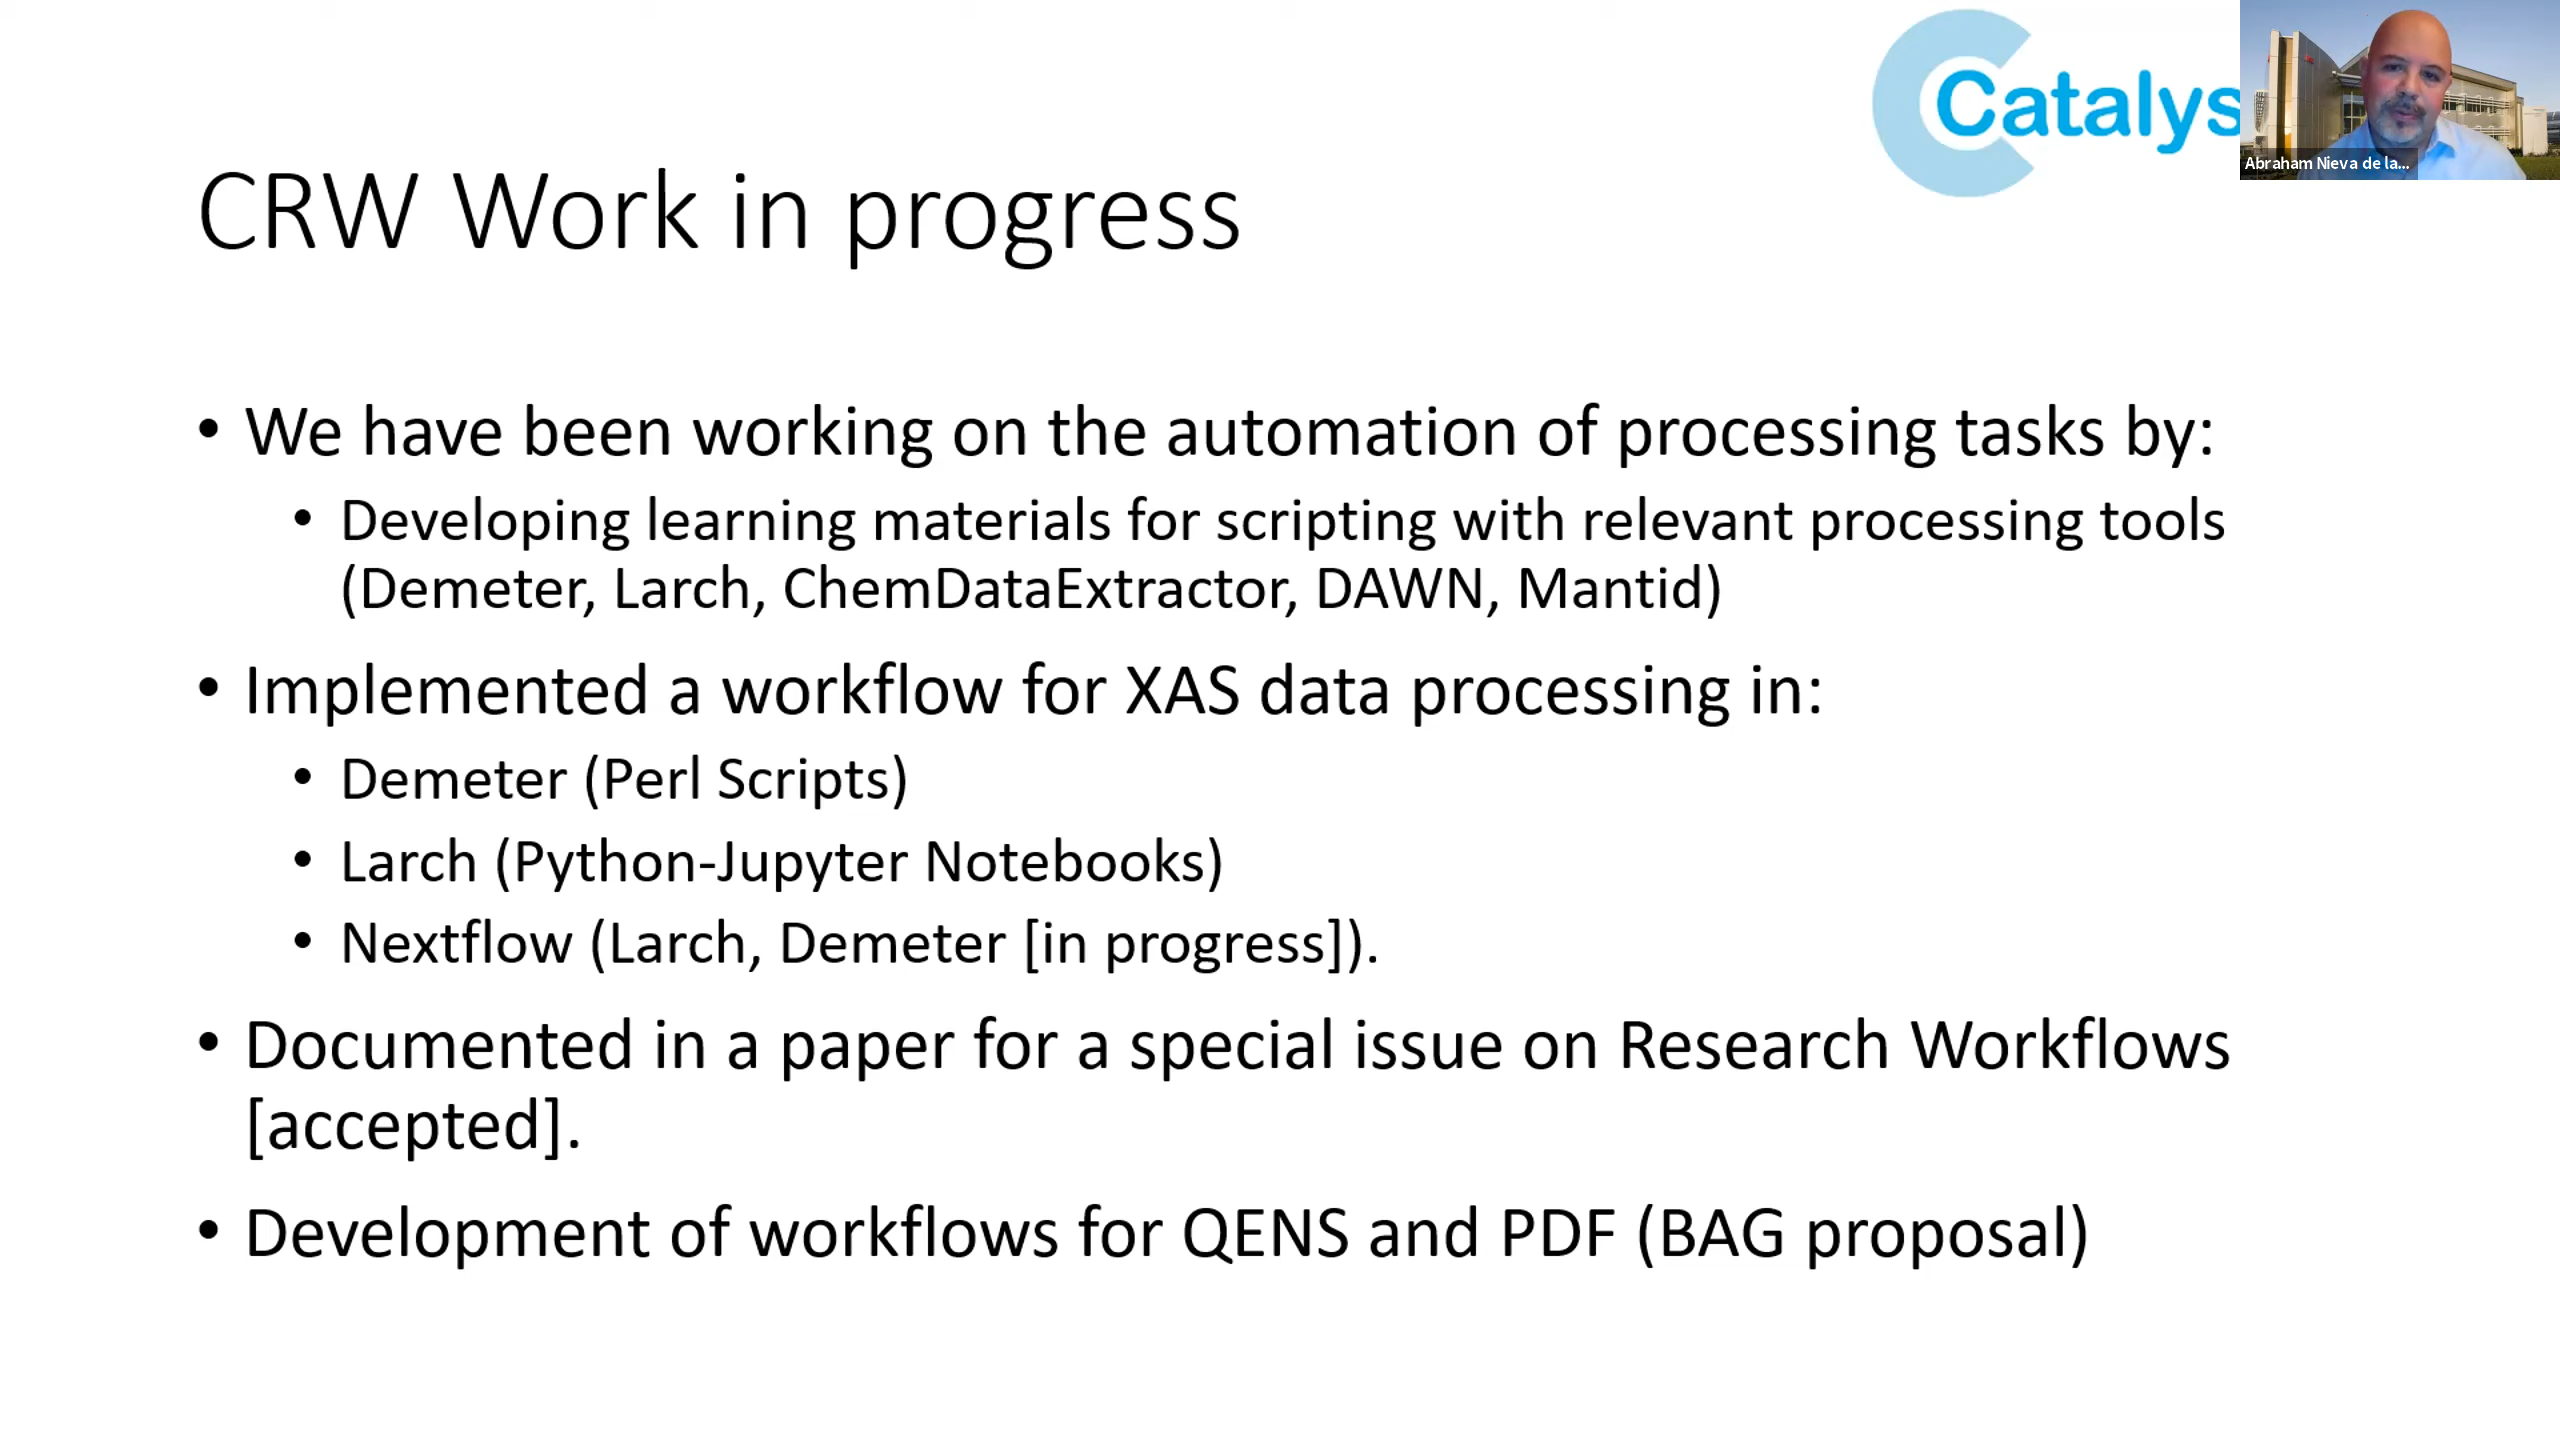 Catalys
Abraham Nieva de la...
CRW Work in progress
• We have been working on the automation of processing tasks by:
• Developing learning materials for scripting with relevant processing tools
(Demeter, Larch, ChemDataExtractor, DAWN, Mantid)
• Implemented a workflow for XAS data processing in:
• Demeter (Perl Scripts)
• Larch (Python-Jupyter Notebooks)
• Nextflow (Larch, Demeter [in progress]).
• Documented in a paper for a special issue on Research Workflows
[accepted].
• Development of workflows for QENS and PDF (BAG proposal)